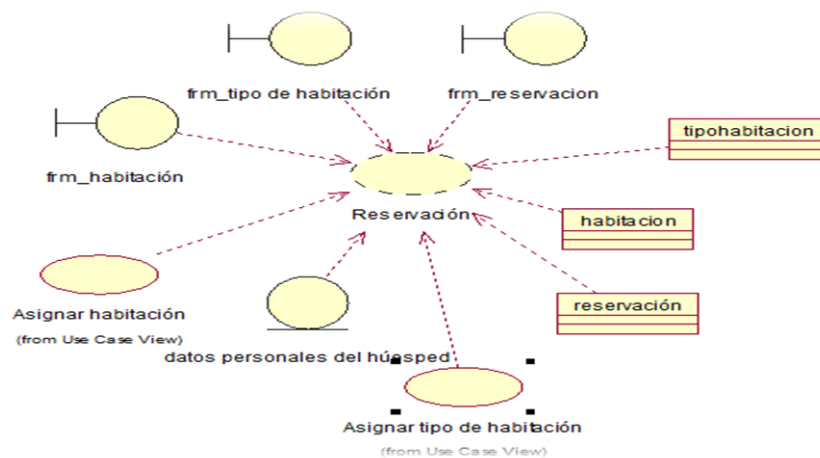 frm_tipo de habitación
frm_reservacion
tipohabitacion
frm_habitación
Reservación
habitacion
reservación
Asignar habitación
(from Use Case View)
datos personales del húesped
Asignar tipo de habitación
(from Use Case View)